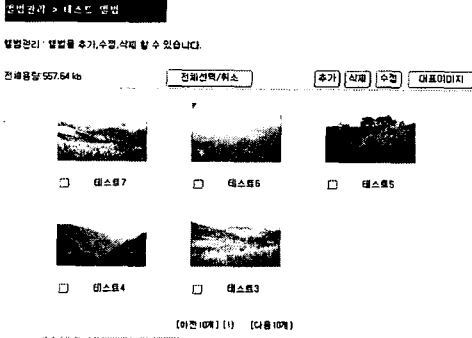 앨범관리 > 테스트 앨범
앨범관리 : 앨범을 추가,수정,삭제 할 수 있습니다.
전체용량:557.64 kb 전체선택/취소 추가 삭제 수정 대표이미지
테스트7 테스트6 테스트5
테스트4 테스트3
[이전10개] [1] [다음10개]